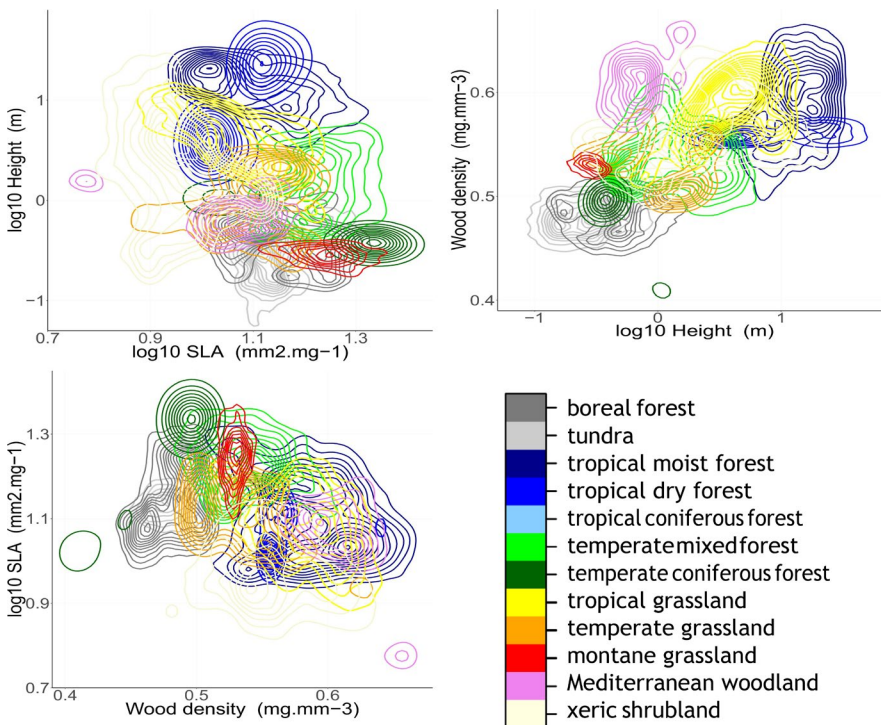 log10 Height (m)
1
0
−1
0.7
0.9
1.1
1.3
log10 SLA (mm2.mg−1)
Wood density (mg.mm−3)
0.6
0.5
0.4
−1
0
1
log10 Height (m)
log10 SLA (mm2.mg−1)
1.3
1.1
0.9
0.7
0.4
0.5
0.6
Wood density (mg.mm−3)
boreal forest
tundra
tropical moist forest
tropical dry forest
tropical coniferous forest
temperate mixed forest
temperate coniferous forest
tropical grassland
temperate grassland
montane grassland
Mediterranean woodland
xeric shrubland